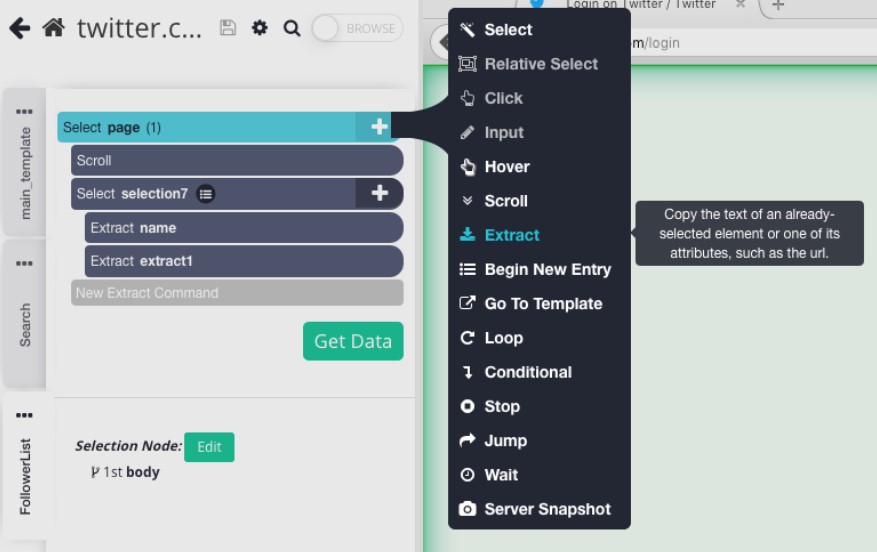 twitter.c...
BROWSE
Login on Twitter / Twitter
m/login
main_template
Search
FollowerList
Select page (1)
Scroll
Select selection7
Extract name
Extract extract1
New Extract Command
Get Data
Selection Node: Edit
1st body
Select
Relative Select
Click
Input
Hover
Scroll
Extract
Begin New Entry
Go To Template
Loop
Conditional
Stop
Jump
Wait
Server Snapshot
Copy the text of an already-
selected element or one of its
attributes, such as the url.